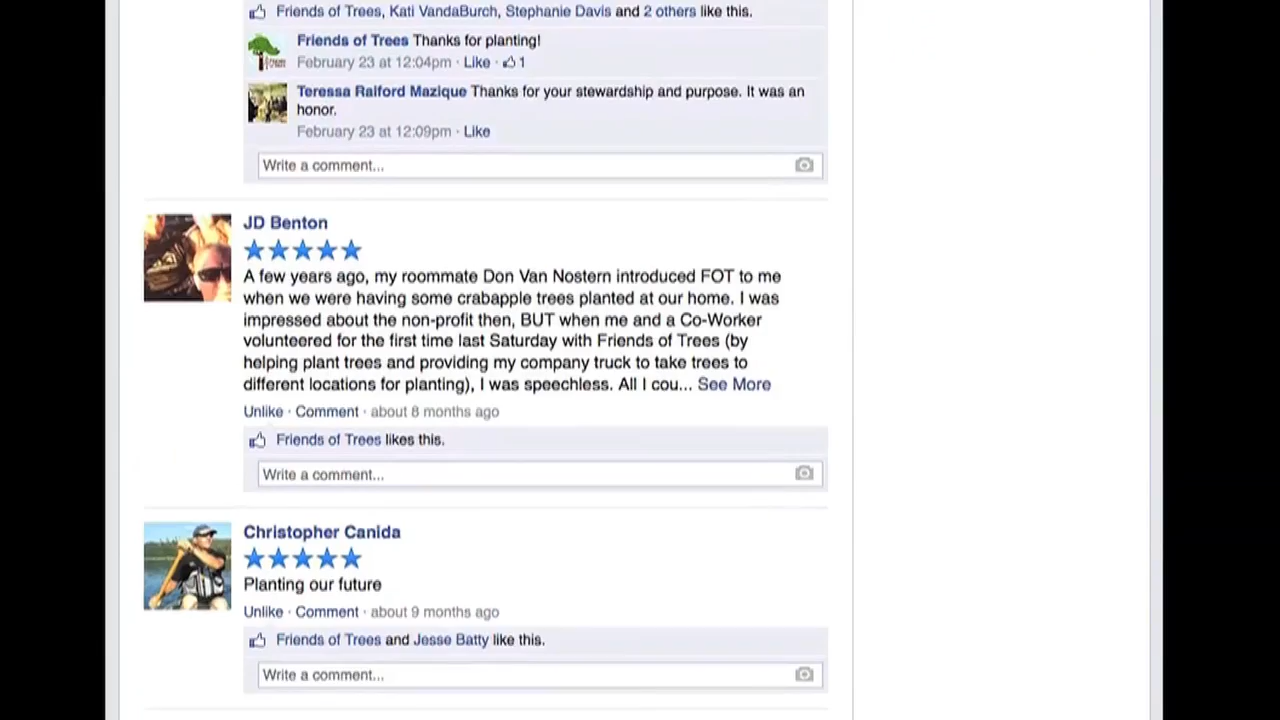 Friends of Trees, Kati VandaBurch, Stephanie Davis and 2 others like this.
Friends of Trees Thanks for planting!
February 23 at 12:04pm · Like · 1
Teressa Raiford Mazique Thanks for your stewardship and purpose. It was an
honor.
February 23 at 12:09pm · Like
Write a comment...
JD Benton
A few years ago, my roommate Don Van Nostern introduced FOT to me
when we were having some crabapple trees planted at our home. I was
impressed about the non-profit then, BUT when me and a Co-Worker
volunteered for the first time last Saturday with Friends of Trees (by
helping plant trees and providing my company truck to take trees to
different locations for planting), I was speechless. All I cou... See More
Unlike · Comment · about 8 months ago
Friends of Trees likes this.
Write a comment...
Christopher Canida
Planting our future
Unlike · Comment · about 9 months ago
Friends of Trees and Jesse Batty like this.
Write a comment...